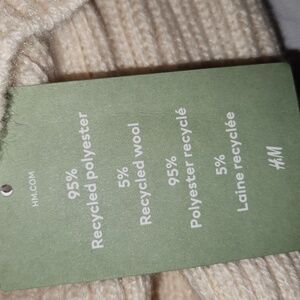 HM.COM
95%
Recycled polyester
5%
Recycled wool
95%
Polyester recyclé
5%
Laine recyclée
H&M